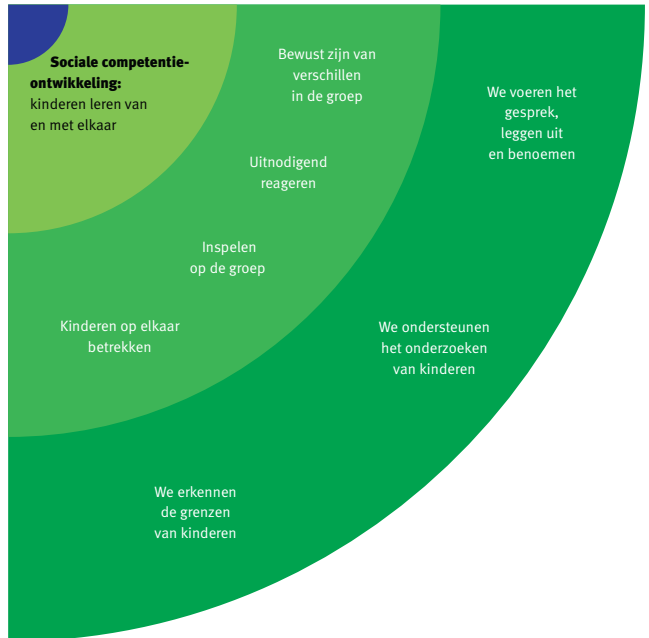 Sociale competentie-
ontwikkeling:
kinderen leren van
en met elkaar
Bewust zijn van
verschillen
in de groep
Uitnodigend
reageren
Inspelen
op de groep
Kinderen op elkaar
betrekken
We voeren het
gesprek,
leggen uit
en benoemen
We ondersteunen
het onderzoeken
van kinderen
We erkennen
de grenzen
van kinderen